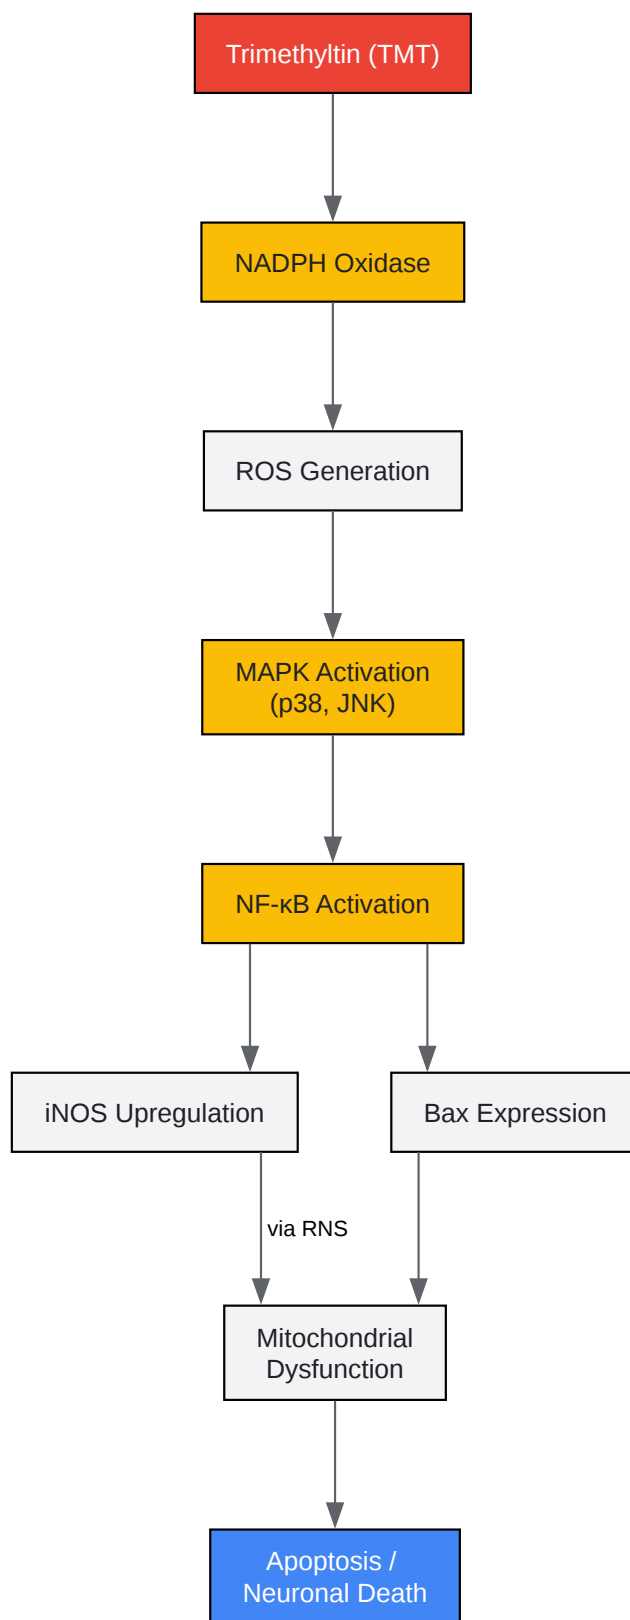 Trimethyltin (TMT)
NADPH Oxidase
ROS Generation
MAPK Activation
(p38, JNK)
NF-κB Activation
iNOS Upregulation
Bax Expression
via RNS
Mitochondrial
Dysfunction
Apoptosis /
Neuronal Death